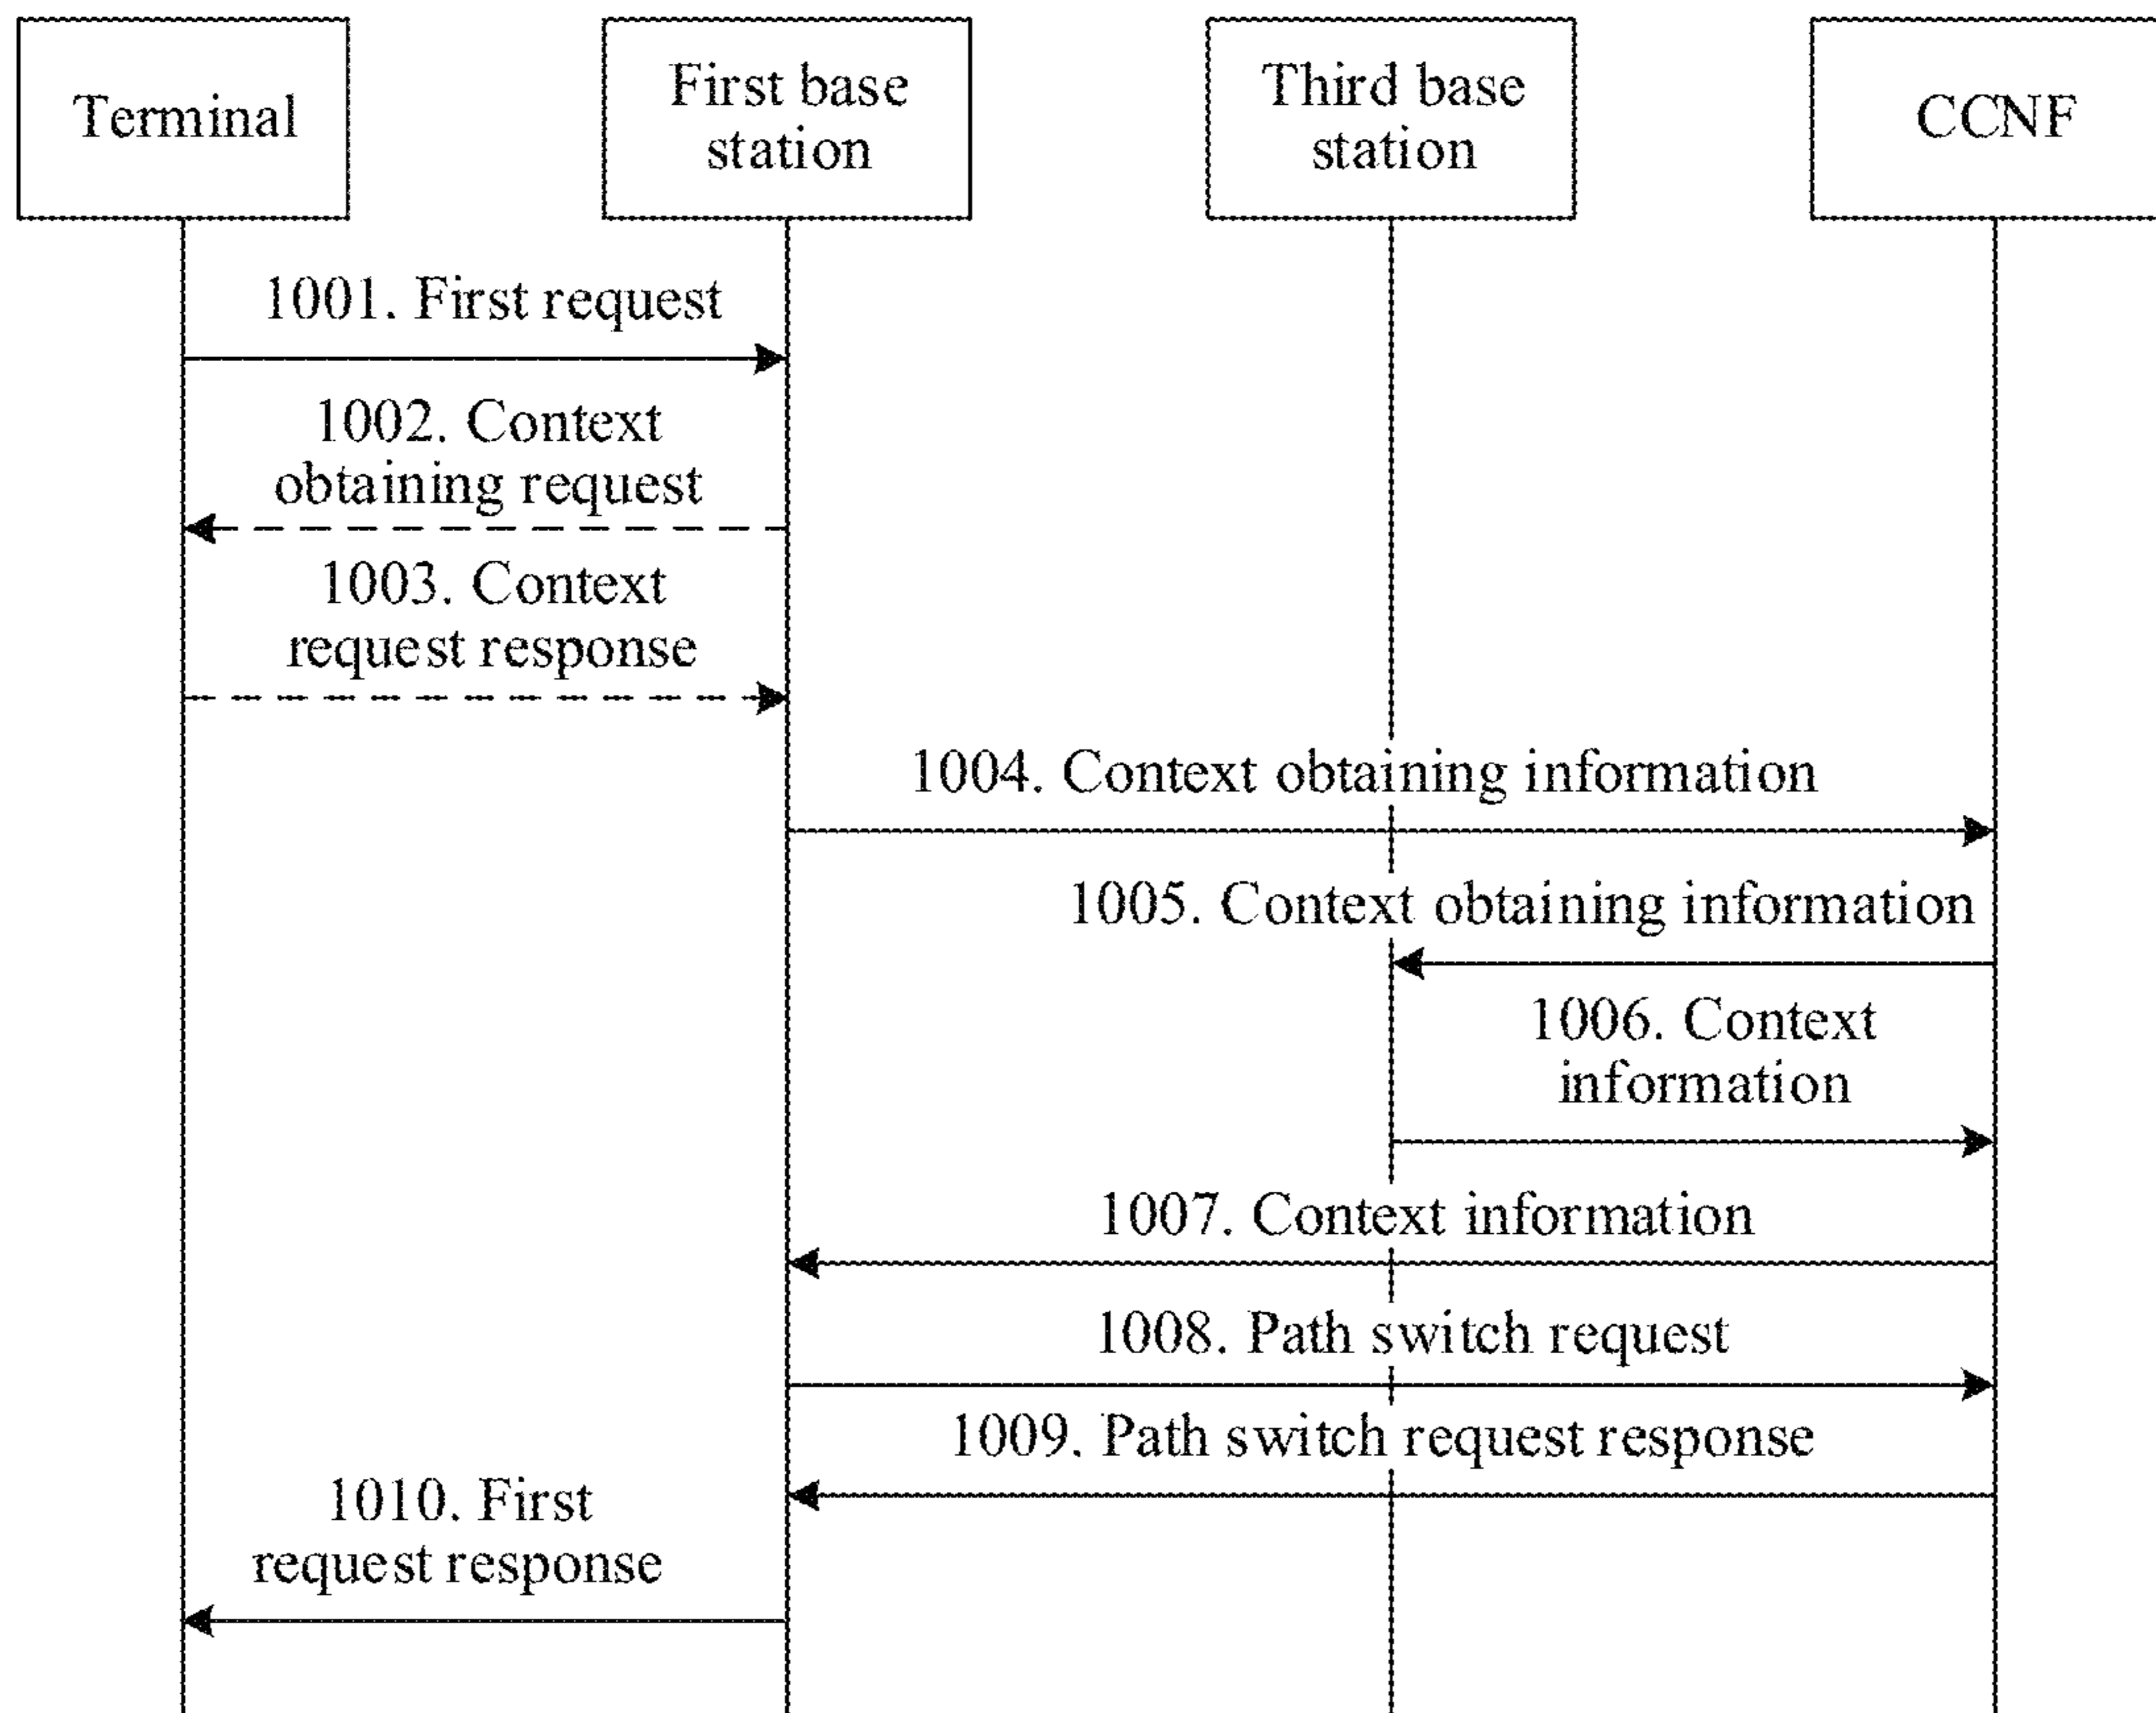 Terminal
First base
station
Third base
station
CCNF
1001. First request
1002. Context
obtaining request
1003. Context
request response
1004. Context obtaining information
1005. Context obtaining information
1006. Context
information
1007. Context information
1008. Path switch request
1009. Path switch request response
1010. First
request response